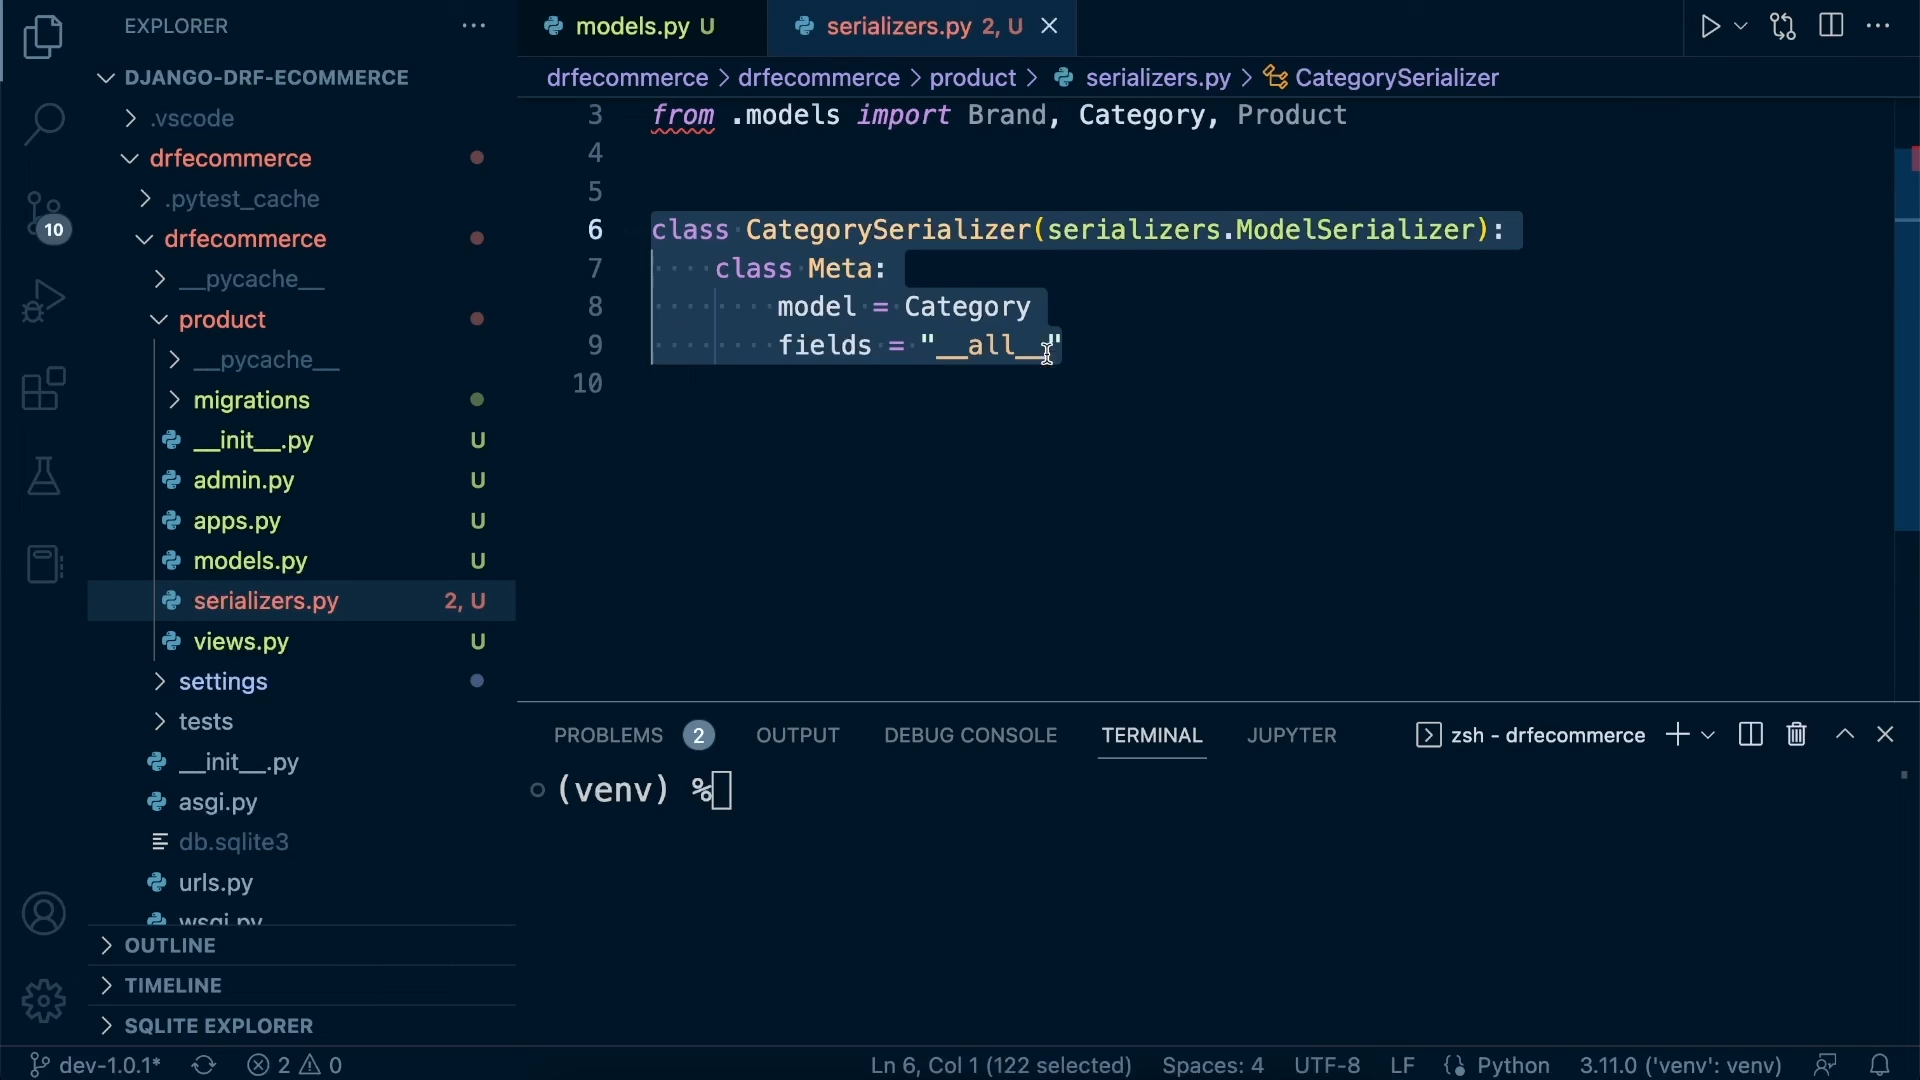 EXPLORER
DJANGO-DRF-ECOMMERCE
.vscode
drfecommerce
.pytest_cache
drfecommerce
__pycache__
product
__pycache__
migrations
__init__.py U
admin.py U
apps.py U
models.py U
serializers.py 2, U
views.py U
settings
tests
__init__.py
asgi.py
db.sqlite3
urls.py
wsgi.py
OUTLINE
TIMELINE
SQLITE EXPLORER
10
models.py U
serializers.py 2, U
drfecommerce > drfecommerce > product > serializers.py > CategorySerializer
3 from .models import Brand, Category, Product
4
5
6 class CategorySerializer(serializers.ModelSerializer):
7 class Meta:
8 model = Category
9 fields = "__all__"
10
PROBLEMS 2 OUTPUT DEBUG CONSOLE TERMINAL JUPYTER zsh - drfecommerce
(venv) %
dev-1.0.1* 2 0 Ln 6, Col 1 (122 selected) Spaces: 4 UTF-8 LF Python 3.11.0 ('venv': venv)